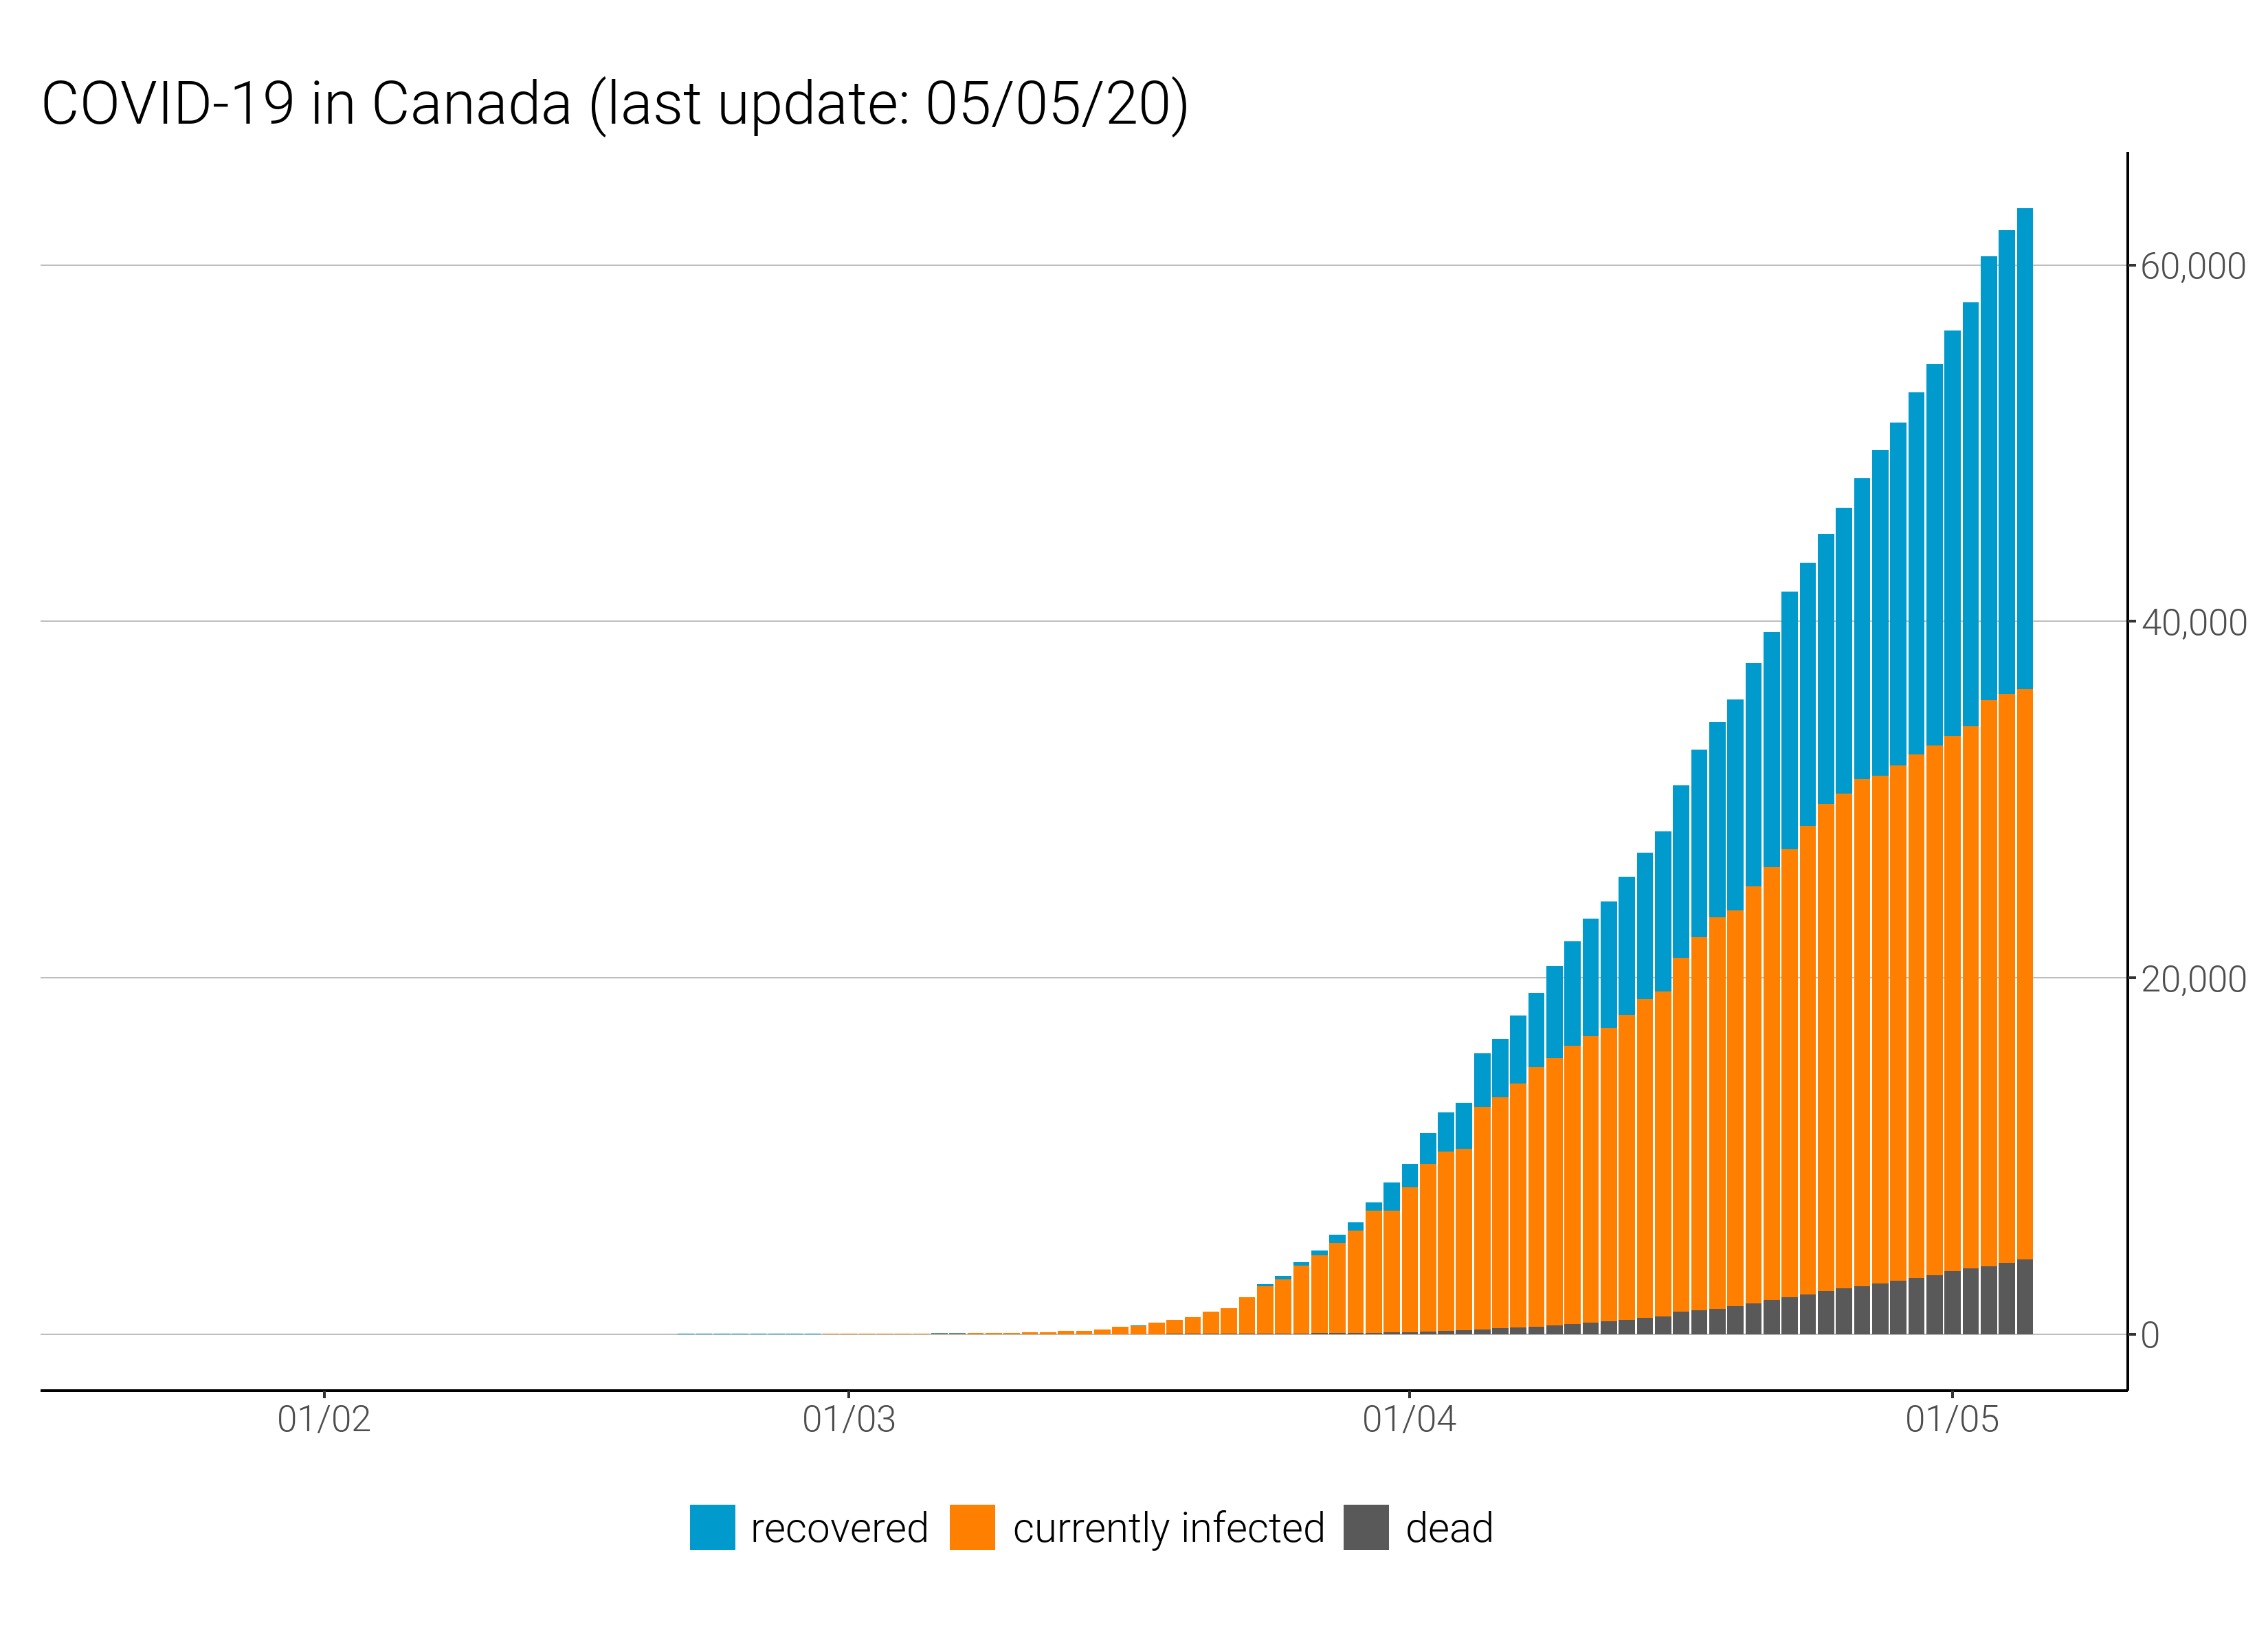 COVID-19 in Canada (last update: 05/05/20)
60,000
40,000
20,000
0
01/02 01/03 01/04 01/05
recovered currently infected dead